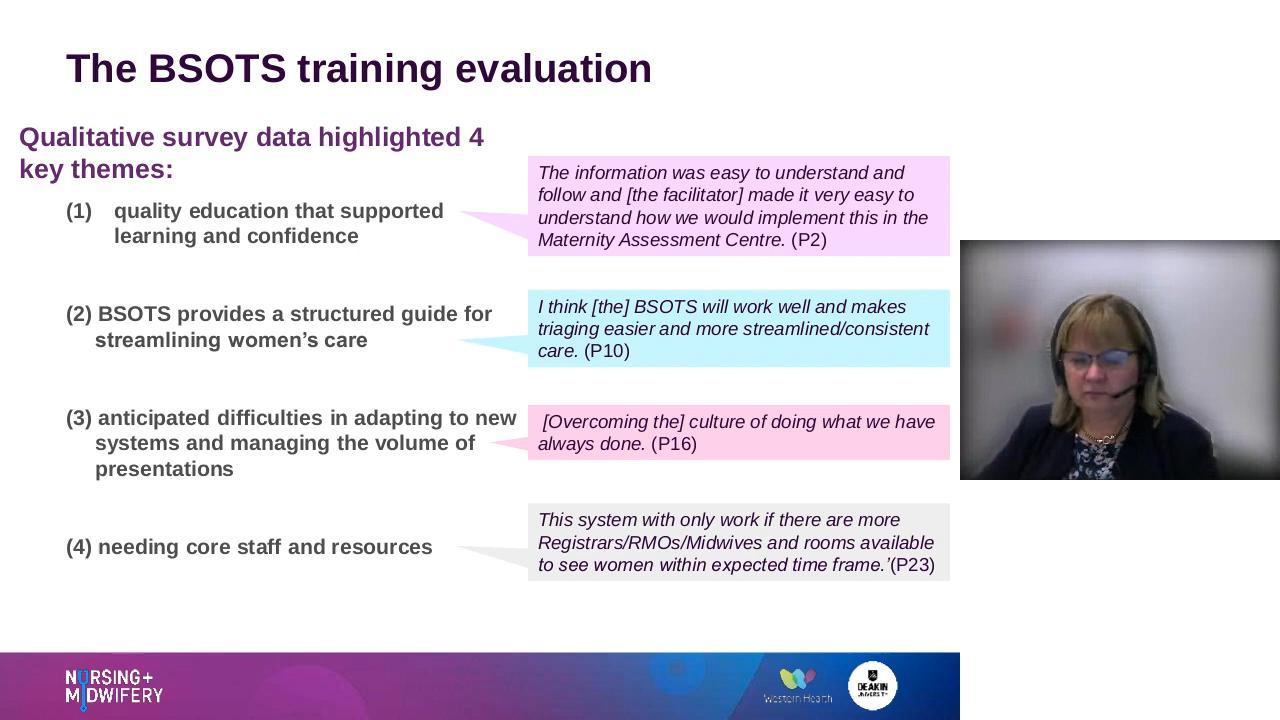 The BSOTS training evaluation
Qualitative survey data highlighted 4
key themes:
(1) quality education that supported
learning and confidence
The information was easy to understand and
follow and [the facilitator] made it very easy to
understand how we would implement this in the
Maternity Assessment Centre. (P2)
(2) BSOTS provides a structured guide for
streamlining women’s care
I think [the] BSOTS will work well and makes
triaging easier and more streamlined/consistent
care. (P10)
(3) anticipated difficulties in adapting to new
systems and managing the volume of
presentations
[Overcoming the] culture of doing what we have
always done. (P16)
(4) needing core staff and resources
This system with only work if there are more
Registrars/RMOs/Midwives and rooms available
to see women within expected time frame.’(P23)
NURSING+
MIDWIFERY
Western Health
DEAKIN
UNIVERSITY